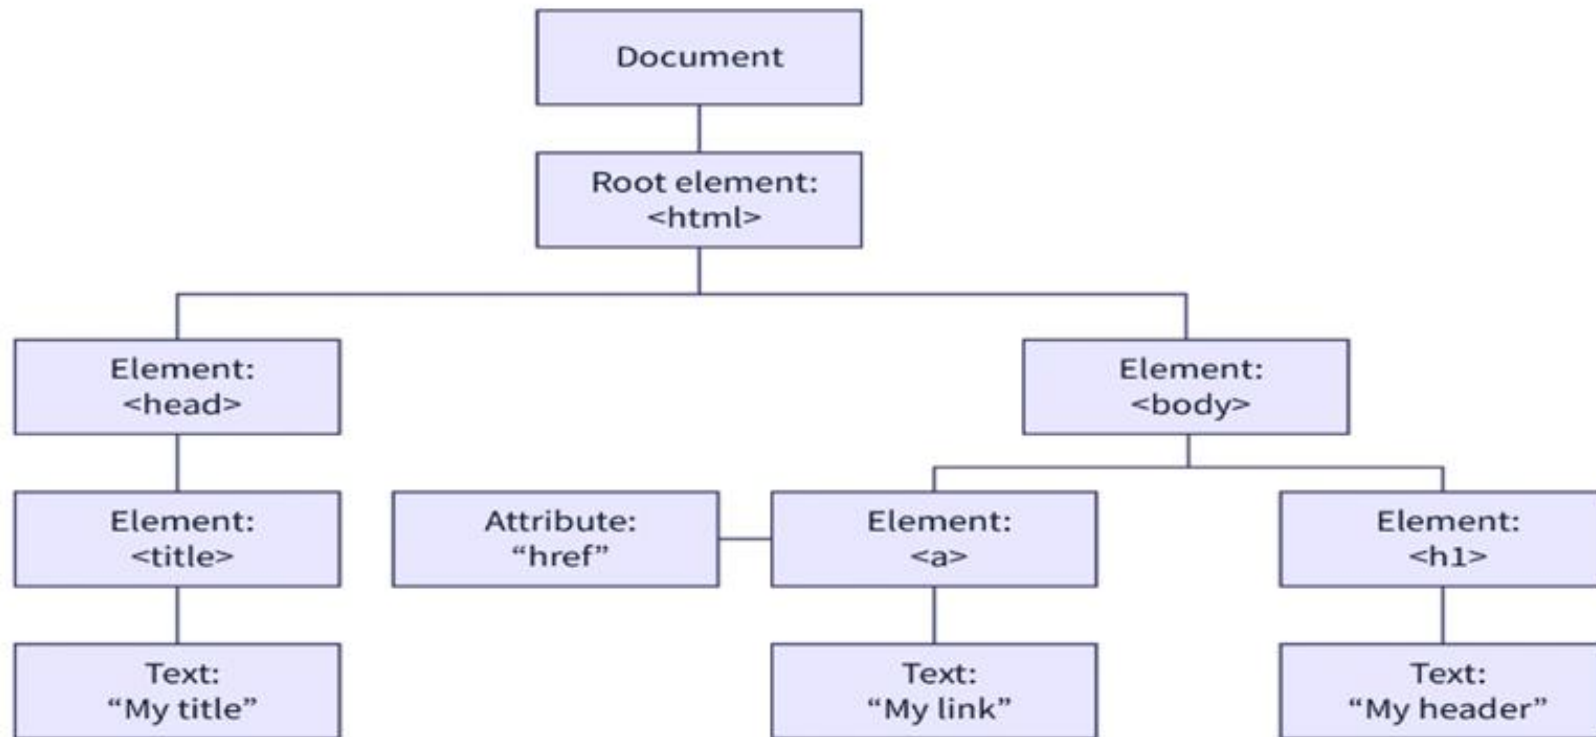 Document
Root element:
<html>
Element:
<head>
Element:
<body>
Element:
<title>
Attribute:
“href”
Element:
<a>
Element:
<h1>
Text:
“My title”
Text:
“My link”
Text:
“My header”